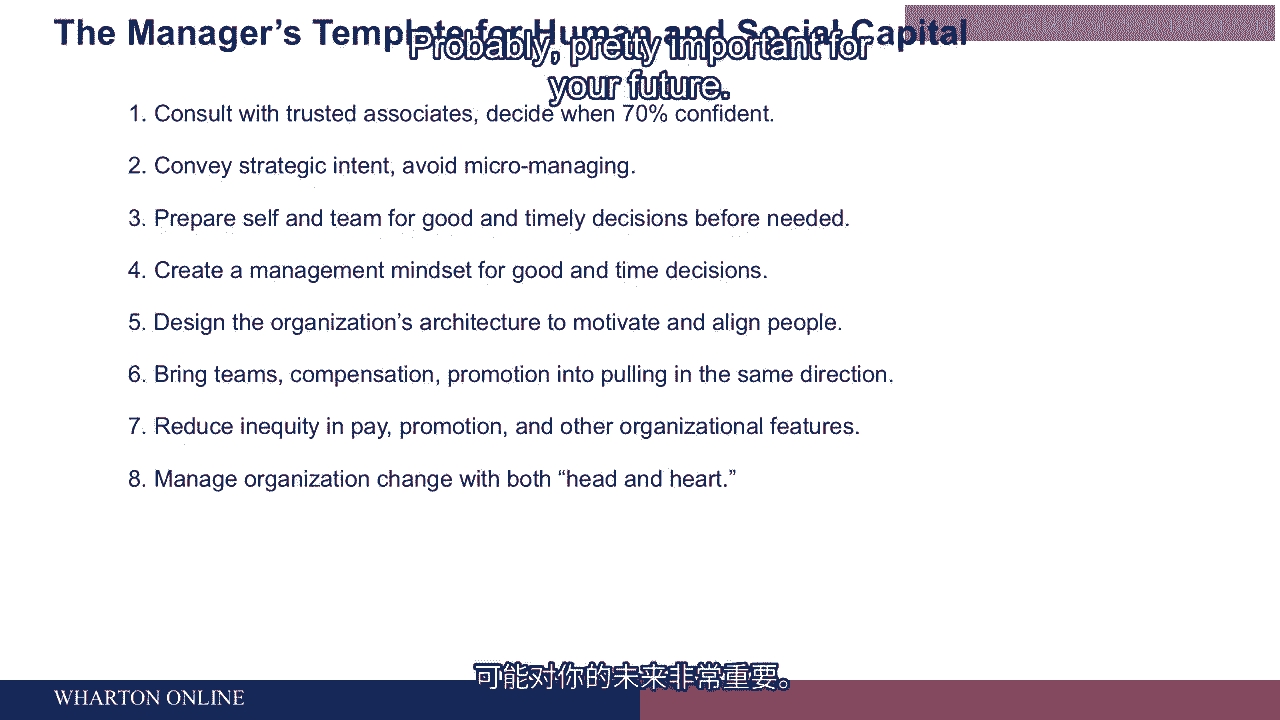 The Manager’s Template for Human and Social Capital
Probably, pretty important for
your future.
1. Consult with trusted associates, decide when 70% confident.
2. Convey strategic intent, avoid micro-managing.
3. Prepare self and team for good and timely decisions before needed.
4. Create a management mindset for good and time decisions.
5. Design the organization’s architecture to motivate and align people.
6. Bring teams, compensation, promotion into pulling in the same direction.
7. Reduce inequity in pay, promotion, and other organizational features.
8. Manage organization change with both “head and heart.”
可能对你的未来非常重要。
WHARTON ONLINE